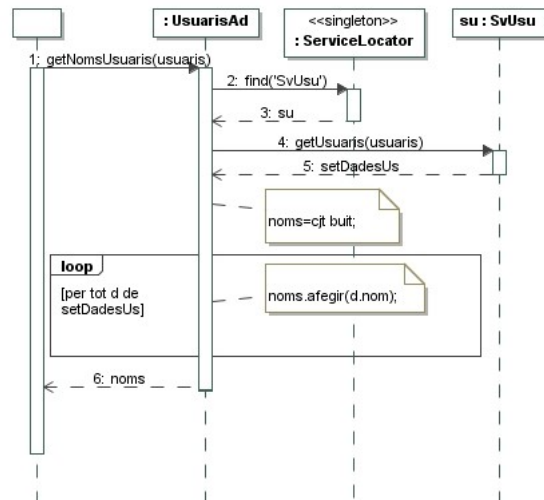 : UsuarisAd
<<singleton>>
: ServiceLocator
su : SvUsu
1: getNomsUsuaris(usuaris)
2: find('SvUsu')
3: su
4: getUsuaris(usuaris)
5: setDadesUs
noms=cjt buit;
loop
[per tot d de
setDadesUs]
noms.afegir(d.nom);
6: noms